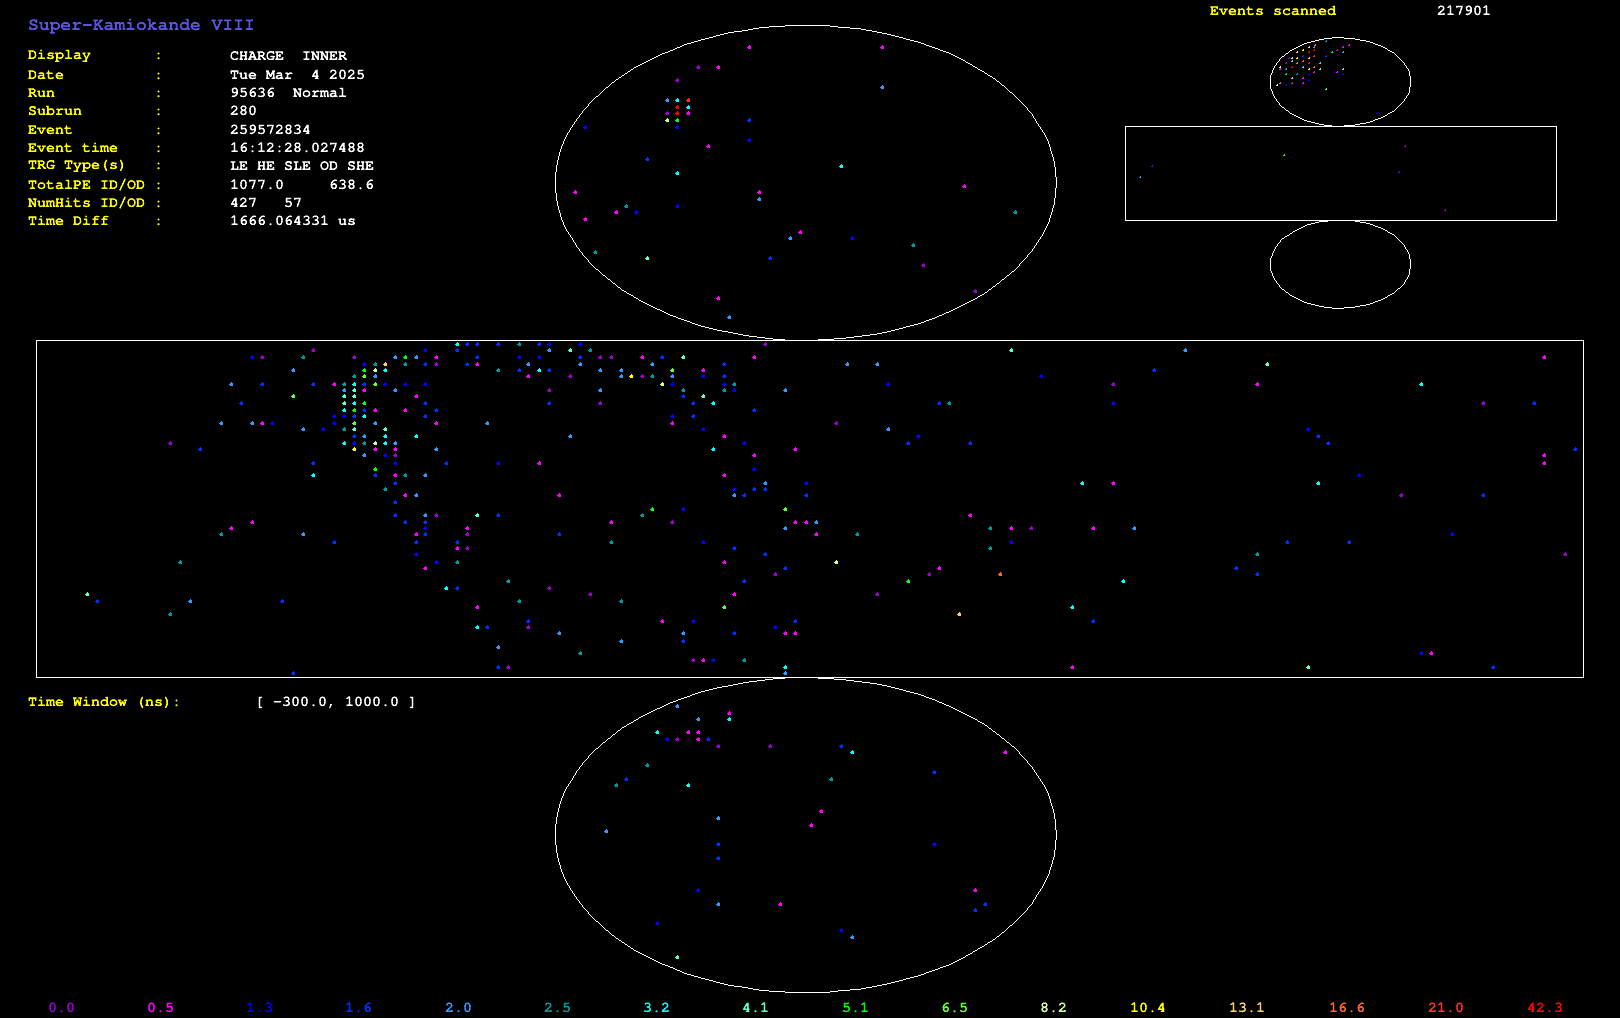 Super-Kamiokande VIII
Events scanned 217901
Display : CHARGE INNER
Date : Tue Mar 4 2025
Run : 95636 Normal
Subrun : 280
Event : 259572834
Event time : 16:12:28.027488
TRG Type(s) : LE HE SLE OD SHE
TotalPE ID/OD : 1077.0 638.6
NumHits ID/OD : 427 57
Time Diff : 1666.064331 us
Time Window (ns): [ -300.0, 1000.0 ]
0.0 0.5 1.3 1.6 2.0 2.5 3.2 4.1 5.1 6.5 8.2 10.4 13.1 16.6 21.0 42.3